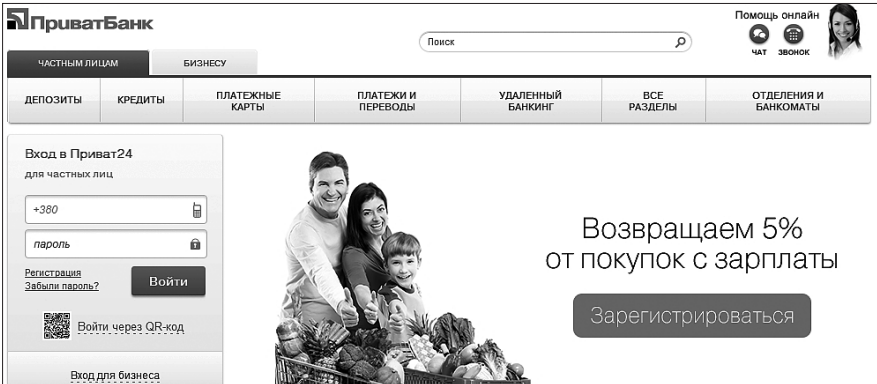 ПриватБанк
Помощь онлайн
Поиск
ЧАТ ЗВОНОК
ЧАСТНЫМ ЛИЦАМ БИЗНЕСУ
ДЕПОЗИТЫ
КРЕДИТЫ
ПЛАТЕЖНЫЕ
КАРТЫ
ПЛАТЕЖИ И
ПЕРЕВОДЫ
УДАЛЕННЫЙ
БАНКИНГ
ВСЕ
РАЗДЕЛЫ
ОТДЕЛЕНИЯ И
БАНКОМАТЫ
Вход в Приват24
для частных лиц
+380
пароль
Регистрация
Забыли пароль?
Войти
Войти через QR-код
Вход для бизнеса
Возвращаем 5%
от покупок с зарплаты
Зарегистрироваться